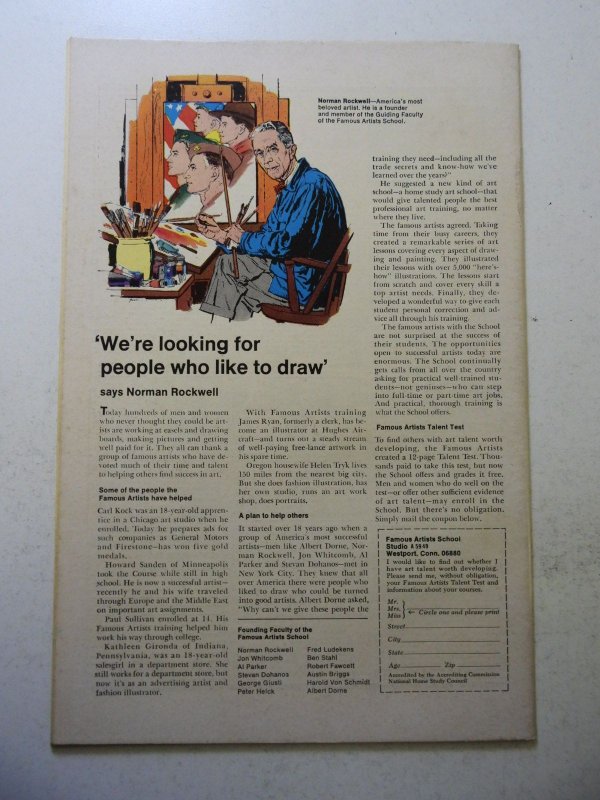 Norman Rockwell—America's most
beloved artist. He is a founder
and member of the Guiding Faculty
of the Famous Artists School.
'We're looking for
people who like to draw'
says Norman Rockwell
Today hundreds of men and women
who never thought they could be art-
ists are working at easels and drawing
boards, making pictures and getting
well paid for it. They all can thank a
group of famous artists who have de-
voted much of their time and talent
to helping others find success in art.
Some of the people the
Famous Artists have helped
Carl Kock was an 18-year-old appren-
tice in a Chicago art studio when he
enrolled. Today he prepares ads for
such companies as General Motors
and Firestone—has won five gold
medals.
Howard Sanden of Minneapolis
took the Course while still in high
school. He is now a successful artist—
recently he and his wife traveled
through Europe and the Middle East
on important art assignments.
Paul Sullivan enrolled at 41. His
Famous Artists training helped him
work his way through college.
Kathleen Gironda of Indiana,
Pennsylvania, was an 18-year-old
salesgirl in a department store. She
still works for a department store, but
now it's as an advertising artist and
fashion illustrator.
With Famous Artists training
James Ryan, formerly a clerk, has be-
come an illustrator at Hughes Air-
craft—and turns out a steady stream
of well-paying free-lance artwork in
his spare time.
Oregon housewife Helen Tryk lives
150 miles from the nearest big city.
But she does fashion illustration, has
her own studio, runs an art work
shop, does portraits.
A plan to help others
It started over 18 years ago when a
group of America's most successful
artists—men like Albert Dorne, Nor-
man Rockwell, Jon Whitcomb, Al
Parker and Stevan Dohanos—met in
New York City. They knew that all
over America there were people who
liked to draw who could be turned
into good artists. Albert Dorne asked,
"Why can't we give these people the
Founding Faculty of the
Famous Artists School
Norman Rockwell
Jon Whitcomb
Al Parker
Stevan Dohanos
George Giusti
Peter Helck
Fred Ludekens
Ben Stahl
Robert Fawcett
Austin Briggs
Harold Von Schmidt
Albert Dorne
training they need—including all the
trade secrets and know-how we've
learned over the years?"
He suggested a new kind of art
school—a home study art school—that
would give talented people the best
professional art training, no matter
where they live.
The famous artists agreed. Taking
time from their busy careers, they
created a remarkable series of art
lessons covering every aspect of draw-
ing and painting. They illustrated
their lessons with over 5,000 "here's-
how" illustrations. The lessons start
from scratch and cover every skill a
top artist needs. Finally, they de-
veloped a wonderful way to give each
student personal correction and ad-
vice all through his training.
The famous artists with the School
are not surprised at the success of
their students. The opportunities
open to successful artists today are
enormous. The School continually
gets calls from all over the country
asking for practical well-trained stu-
dents—not geniuses—who can step
into full-time or part-time art jobs.
And practical, thorough training is
what the School offers.
Famous Artists Talent Test
To find others with art talent worth
developing, the Famous Artists
created a 12-page Talent Test. Thou-
sands paid to take this test, but now
the School offers and grades it free.
Men and women who do well on the
test—or offer other sufficient evidence
of art talent—may enroll in the
School. But there's no obligation.
Simply mail the coupon below.
Famous Artists School
Studio
Westport, Conn. 06880
I would like to find out whether I
have art talent worth developing.
Please send me, without obligation,
your Famous Artists Talent Test and
information about your courses.
Mr.
Mrs.
Miss
← Circle one and please print
Street
City
State
Age Zip
Accredited by the Accrediting Commission
National Home Study Council